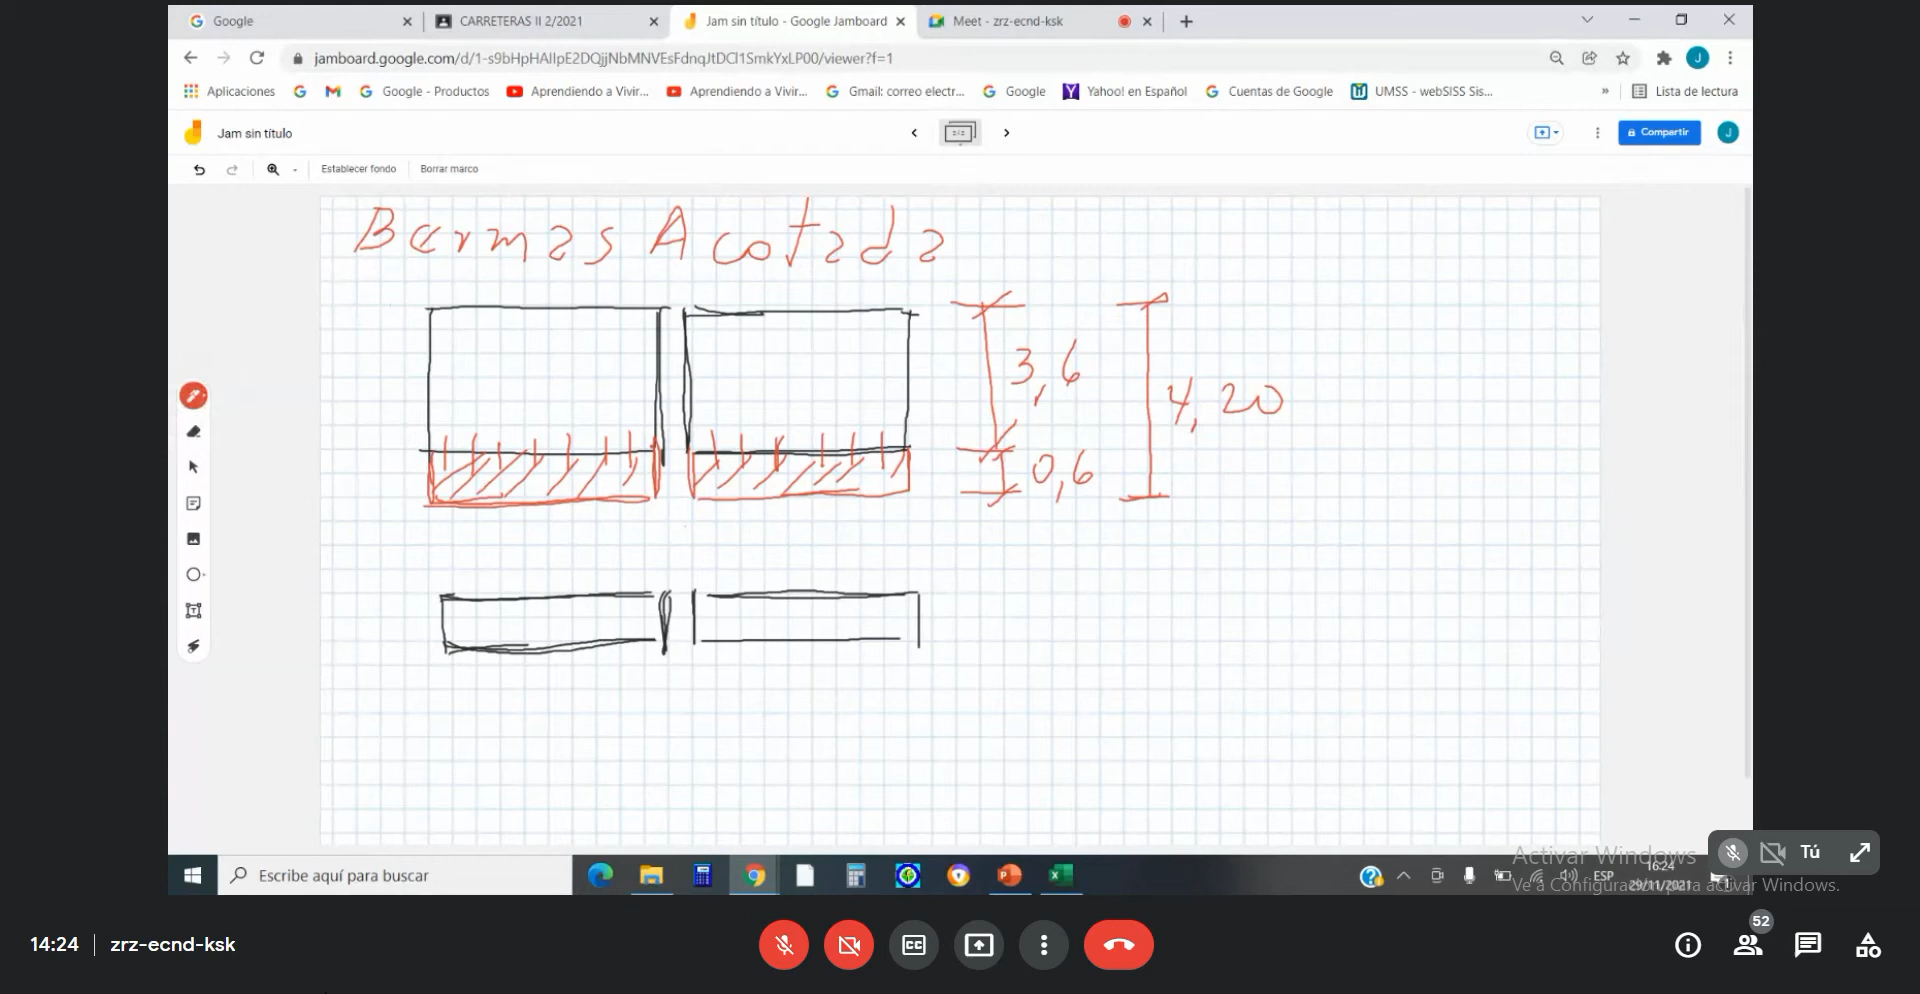 Google
CARRETERAS II 2/2021
Jam sin título - Google Jamboard
Meet - zrz-ecnd-ksk
jamboard.google.com/d/1-s9bHpHAIIpE2DQjjNbMNVEsFdnqJtDCl1SmkYxLP00/viewer?f=1
Aplicaciones
Google - Productos
Aprendiendo a Vivir...
Aprendiendo a Vivir...
Gmail: correo electr...
Google
Yahoo! en Español
Cuentas de Google
UMSS - webSISS Sis...
»
Lista de lectura
Jam sin título
Compartir
J
Establecer fondo
Borrar marco
Bermas Acotada
3,6
4,20
0,6
Activar Windows
Ve a Configuración para activar Windows.
Tú
Escribe aquí para buscar
ESP
16:24
29/11/2021
14:24
zrz-ecnd-ksk
52